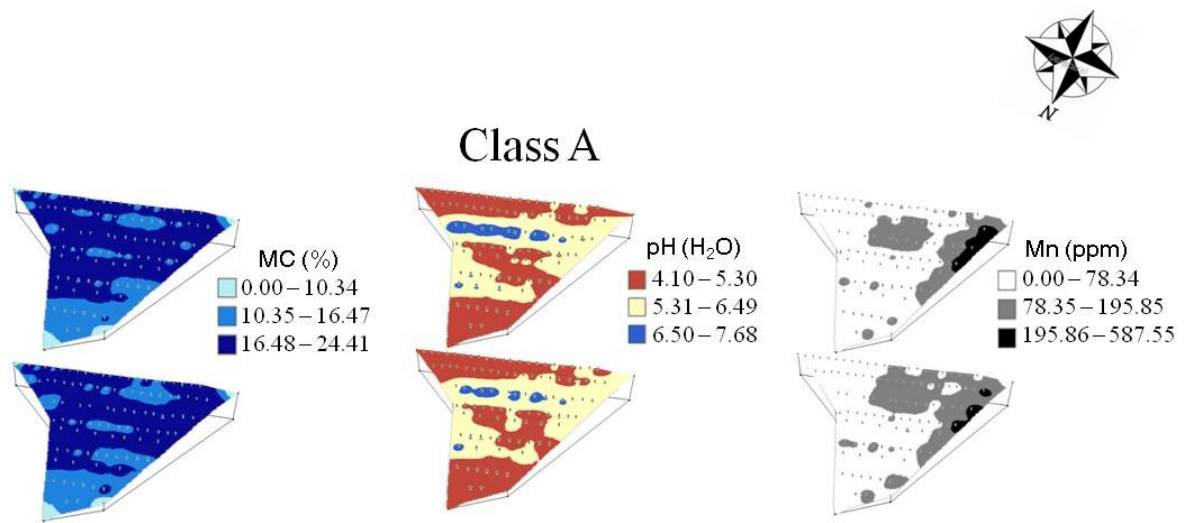 N
Class A
MC (%)
0.00 – 10.34
10.35 – 16.47
16.48 – 24.41
pH (H₂O)
4.10 – 5.30
5.31 – 6.49
6.50 – 7.68
Mn (ppm)
0.00 – 78.34
78.35 – 195.85
195.86 – 587.55